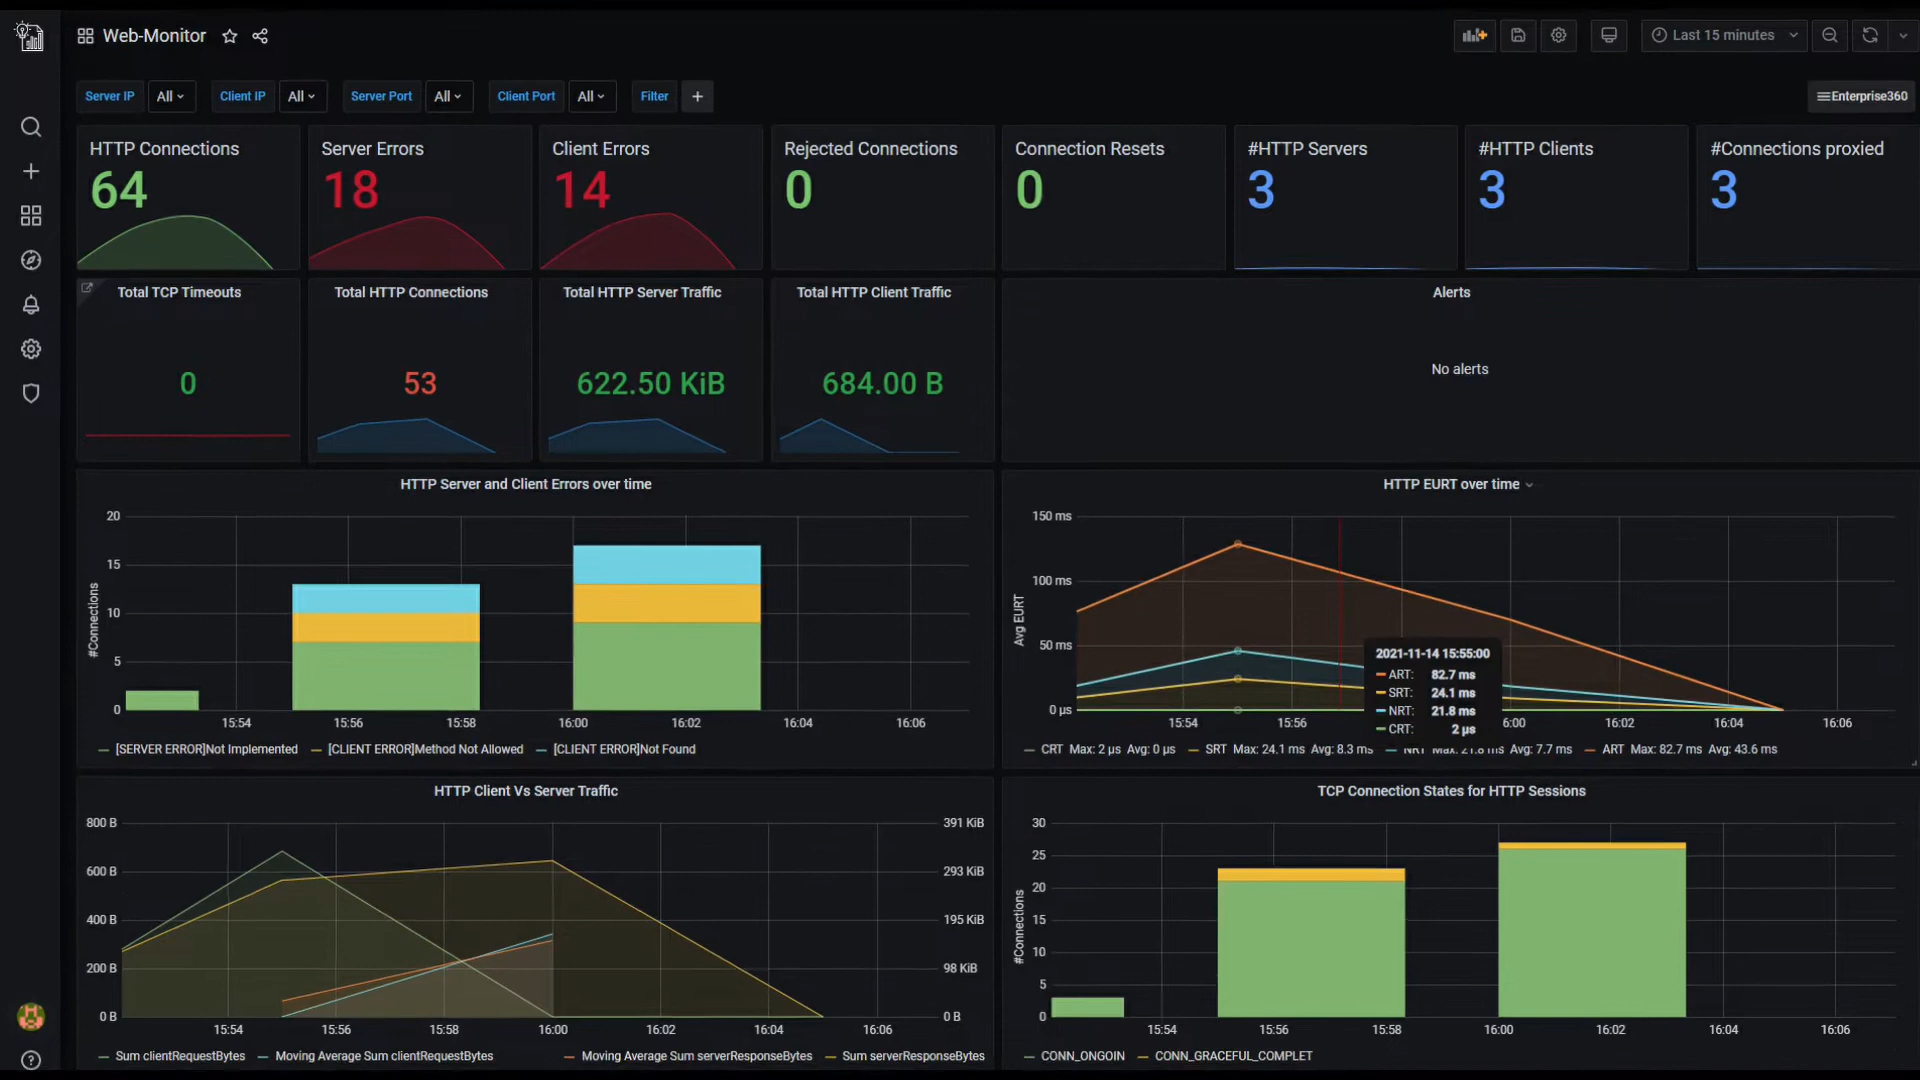 Web-Monitor
Last 15 minutes
Server IP All Client IP All Server Port All Client Port All Filter +
Enterprise360
HTTP Connections
64
Server Errors
18
Client Errors
14
Rejected Connections
0
Connection Resets
0
#HTTP Servers
3
#HTTP Clients
3
#Connections proxied
3
Total TCP Timeouts
0
Total HTTP Connections
53
Total HTTP Server Traffic
622.50 KiB
Total HTTP Client Traffic
684.00 B
Alerts
No alerts
HTTP Server and Client Errors over time
#Connections
20
15
10
5
0
15:54 15:56 15:58 16:00 16:02 16:04 16:06
[SERVER ERROR]Not Implemented [CLIENT ERROR]Method Not Allowed [CLIENT ERROR]Not Found
HTTP EURT over time
Avg EURT
150 ms
100 ms
50 ms
0 µs
2021-11-14 15:55:00
ART: 82.7 ms
SRT: 24.1 ms
NRT: 21.8 ms
CRT: 2 µs
15:54 15:56 6:00 16:02 16:04 16:06
CRT Max: 2 µs Avg: 0 µs SRT Max: 24.1 ms Avg: 8.3 ms NRT Max: 21.8 ms Avg: 7.7 ms ART Max: 82.7 ms Avg: 43.6 ms
HTTP Client Vs Server Traffic
800 B
600 B
400 B
200 B
0 B
391 KiB
293 KiB
195 KiB
98 KiB
0 B
15:54 15:56 15:58 16:00 16:02 16:04 16:06
Sum clientRequestBytes Moving Average Sum clientRequestBytes Moving Average Sum serverResponseBytes Sum serverResponseBytes
TCP Connection States for HTTP Sessions
#Connections
30
25
20
15
10
5
0
15:54 15:56 15:58 16:00 16:02 16:04 16:06
CONN_ONGOIN CONN_GRACEFUL_COMPLET